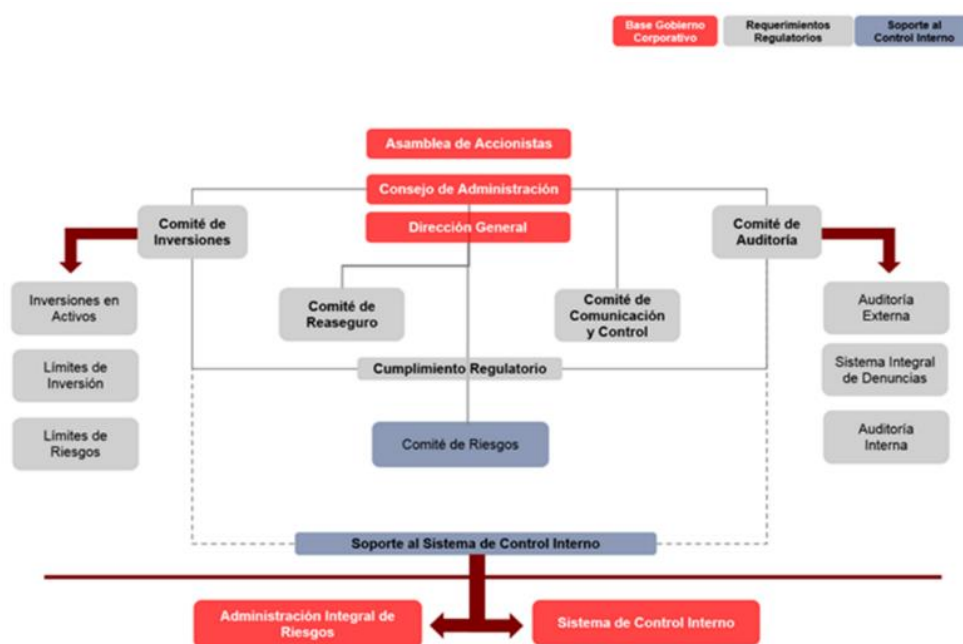 Base Gobierno
Corporativo
Requerimientos
Regulatorios
Soporte al
Control Interno
Asamblea de Accionistas
Consejo de Administración
Dirección General
Comité de
Inversiones
Comité de
Auditoría
Inversiones en
Activos
Comité de
Reaseguro
Comité de
Comunicación
y Control
Auditoría
Externa
Límites de
Inversión
Cumplimiento Regulatorio
Sistema Integral
de Denuncias
Límites de
Riesgos
Comité de Riesgos
Auditoría
Interna
Soporte al Sistema de Control Interno
Administración Integral de
Riesgos
Sistema de Control Interno